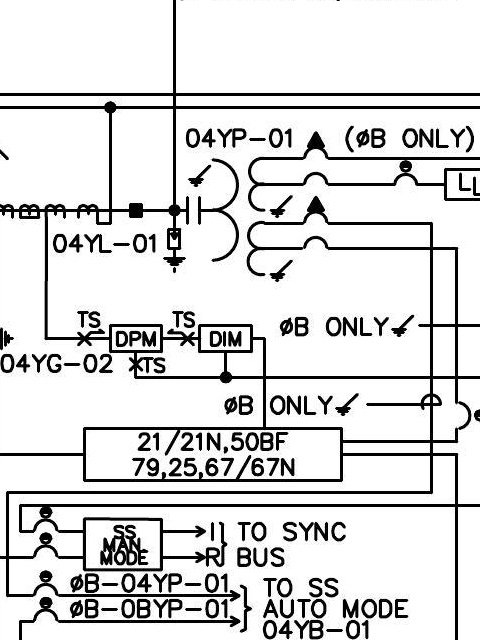 04YP-01 (øB ONLY)
04YL-01
TS TS
DPM DIM
øB ONLY
04YG-02 TS
øB ONLY
21/21N,50BF
79,25,67/67N
SS
MAN.
MODE
I TO SYNC
R BUS
øB-04YP-01 TO SS
øB-0BYP-01 AUTO MODE
04YB-01